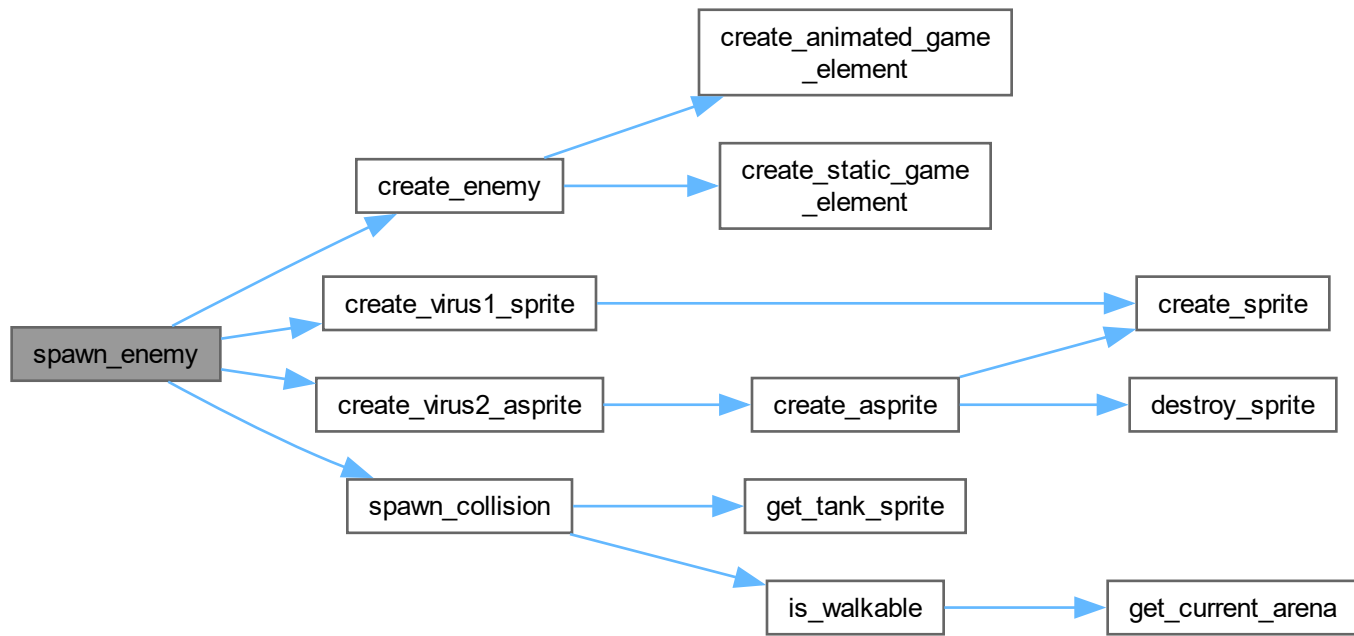 create_animated_game
_element
create_static_game
_element
create_enemy
create_virus1_sprite
create_sprite
spawn_enemy
create_virus2_asprite
create_asprite
destroy_sprite
spawn_collision
get_tank_sprite
is_walkable
get_current_arena